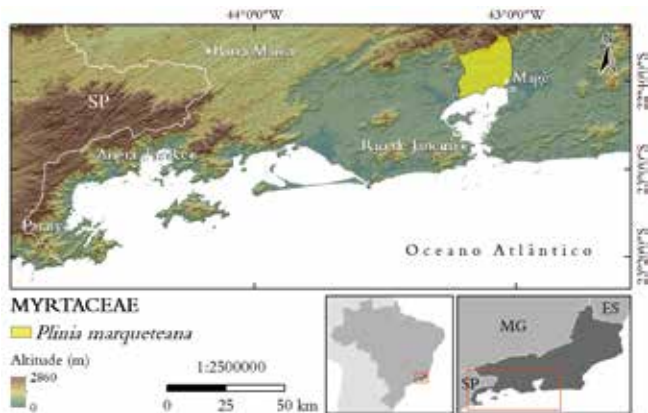 44°0'0"W 43°0'0"W
Barra Mansa
N
Magé
SP
Rio de Janeiro
Angra dos Reis
Paraty
Oceano Atlântico
MYRTACEAE
Plinia marqueteana
Altitude (m)
2860
0
1:2500000
0 25 50 km
ES
MG
SP